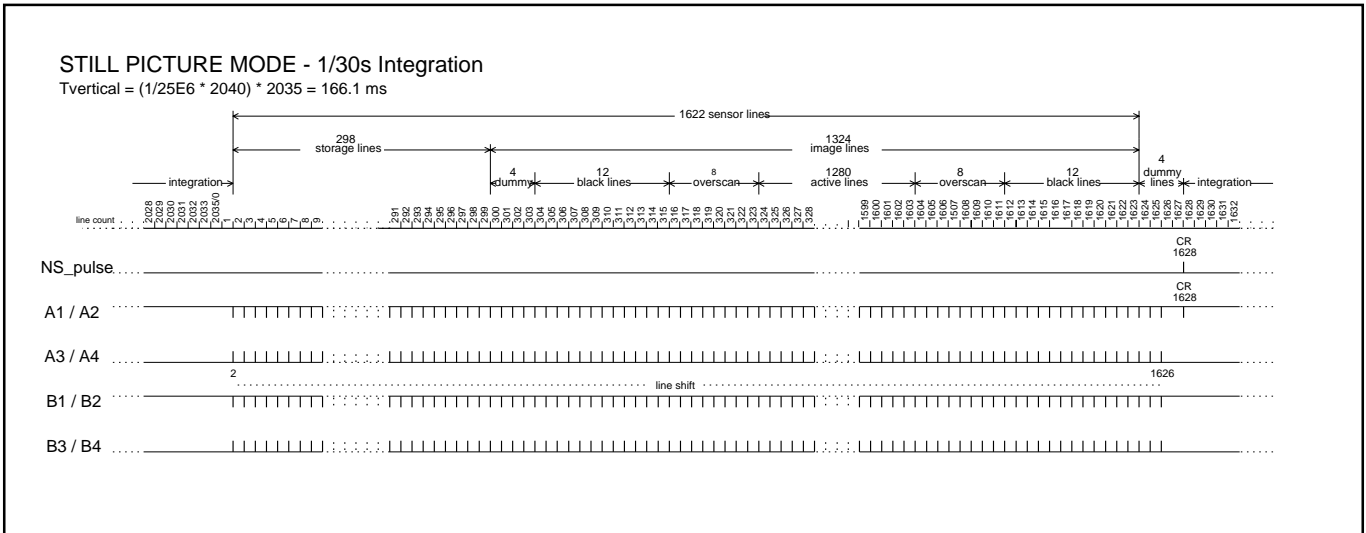 STILL PICTURE MODE - 1/30s Integration
Tvertical = (1/25E6 * 2040) * 2035 = 166.1 ms
1622 sensor lines
298
storage lines
1324
image lines
integration
4
dummy
12
black lines
8
overscan
1280
active lines
8
overscan
12
black lines
4
dummy
lines
integration
line count
2028 2029 2030 2031 2032 2033 2035/0 1 2 3 4 5 6 7 8 9
291 292 293 294 295 296 297 298 299 300 301 302 303 304 305 306 307 308 309 310 311 312 313 314 315 316 317 318 319 320 321 322 323 324 325 326 327 328
1599 1600 1601 1602 1603 1604 1605 1606 1607 1608 1609 1610 1611 1612 1613 1614 1615 1616 1617 1618 1619 1620 1621 1622 1623 1624 1625 1626 1627 1628 1629 1630 1631 1632
CR
1628
NS_pulse
CR
1628
A1 / A2
A3 / A4
2
1626
line shift
B1 / B2
B3 / B4